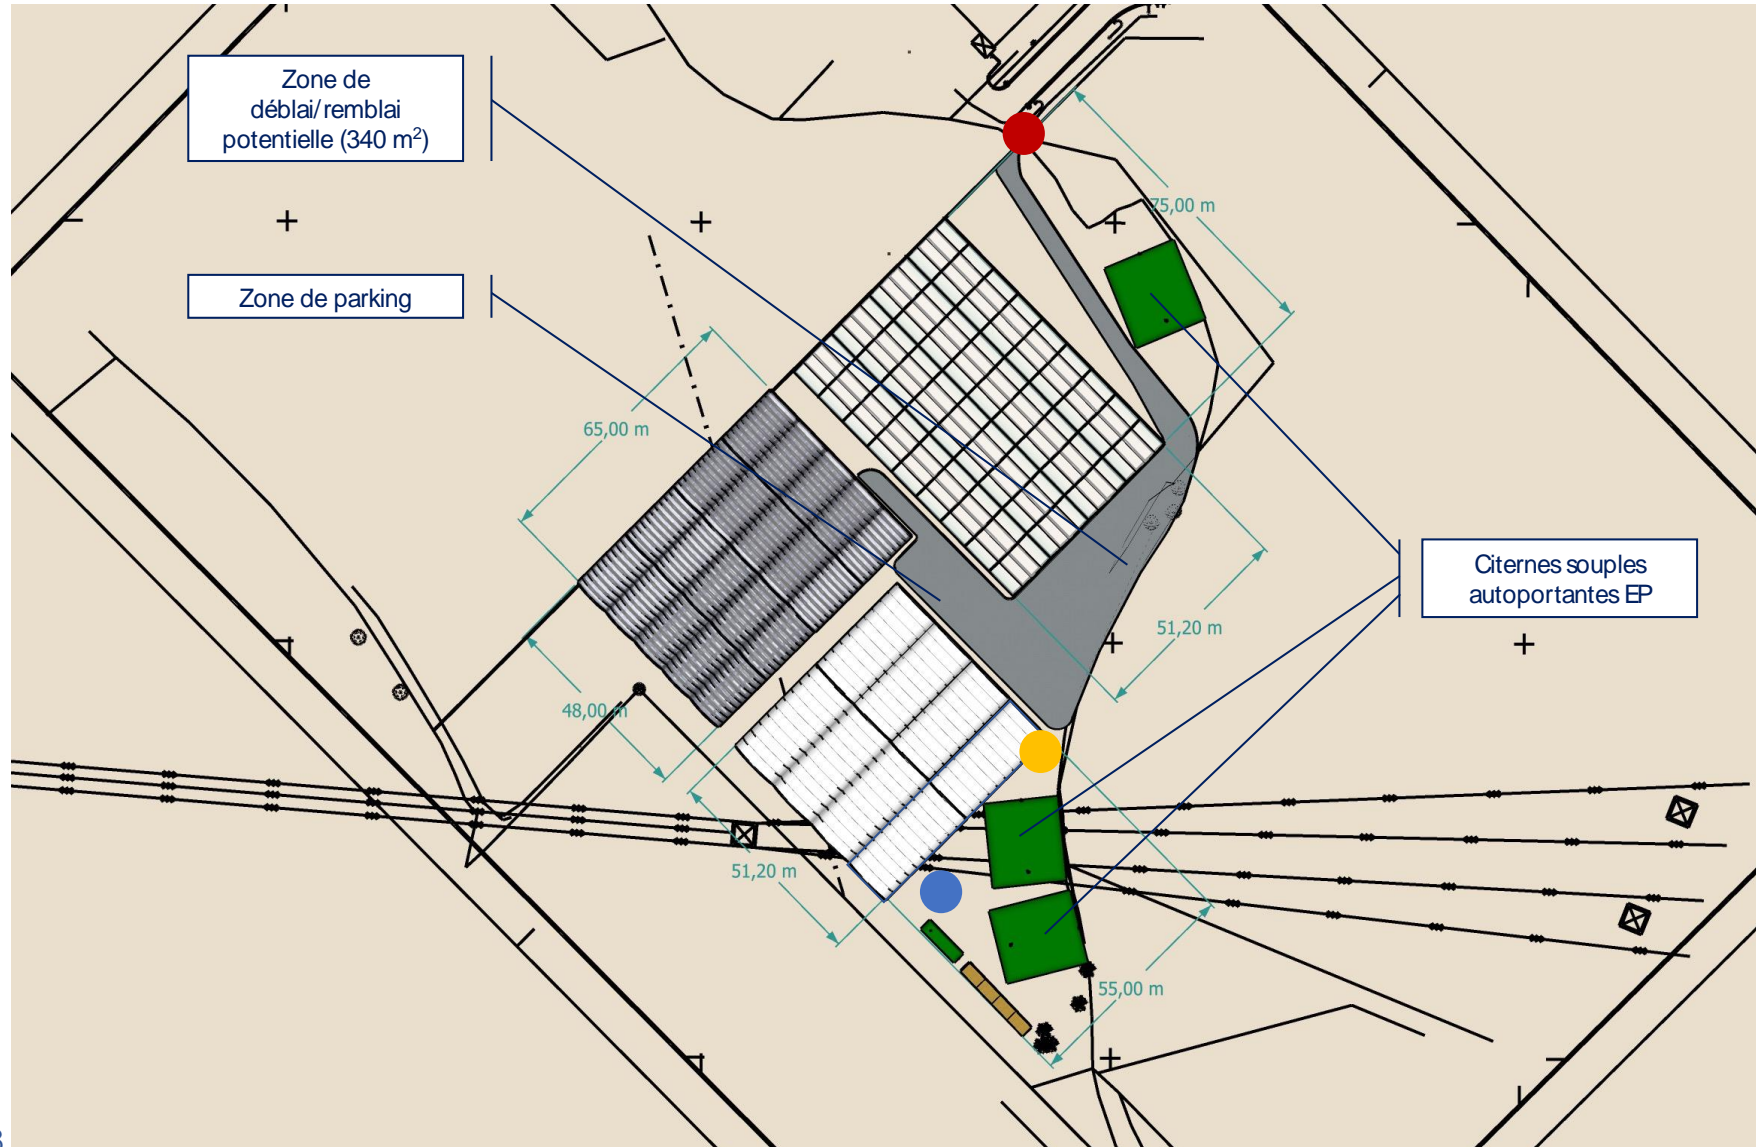 Zone de
déblai/remblai
potentielle (340 m²)
75,00 m
Zone de parking
65,00 m
Citernes souples
autoportantes EP
51,20 m
48,00 m
51,20 m
55,00 m